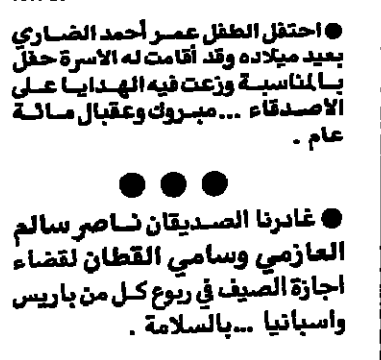 ● احتفل الطفل عمر أحمد الضاري
بعيد ميلاده وقد أقامت له الاسرة حفل
بالمناسبة وزعت فيه الهدايا على
الاصدقاء ... مبروك وعقبال مائة
عام .
● ● ●
● غادرنا الصديقان ناصر سالم
العازمي وسامي القطان لقضاء
اجازة الصيف في ربوع كل من باريس
واسبانيا ... بالسلامة .